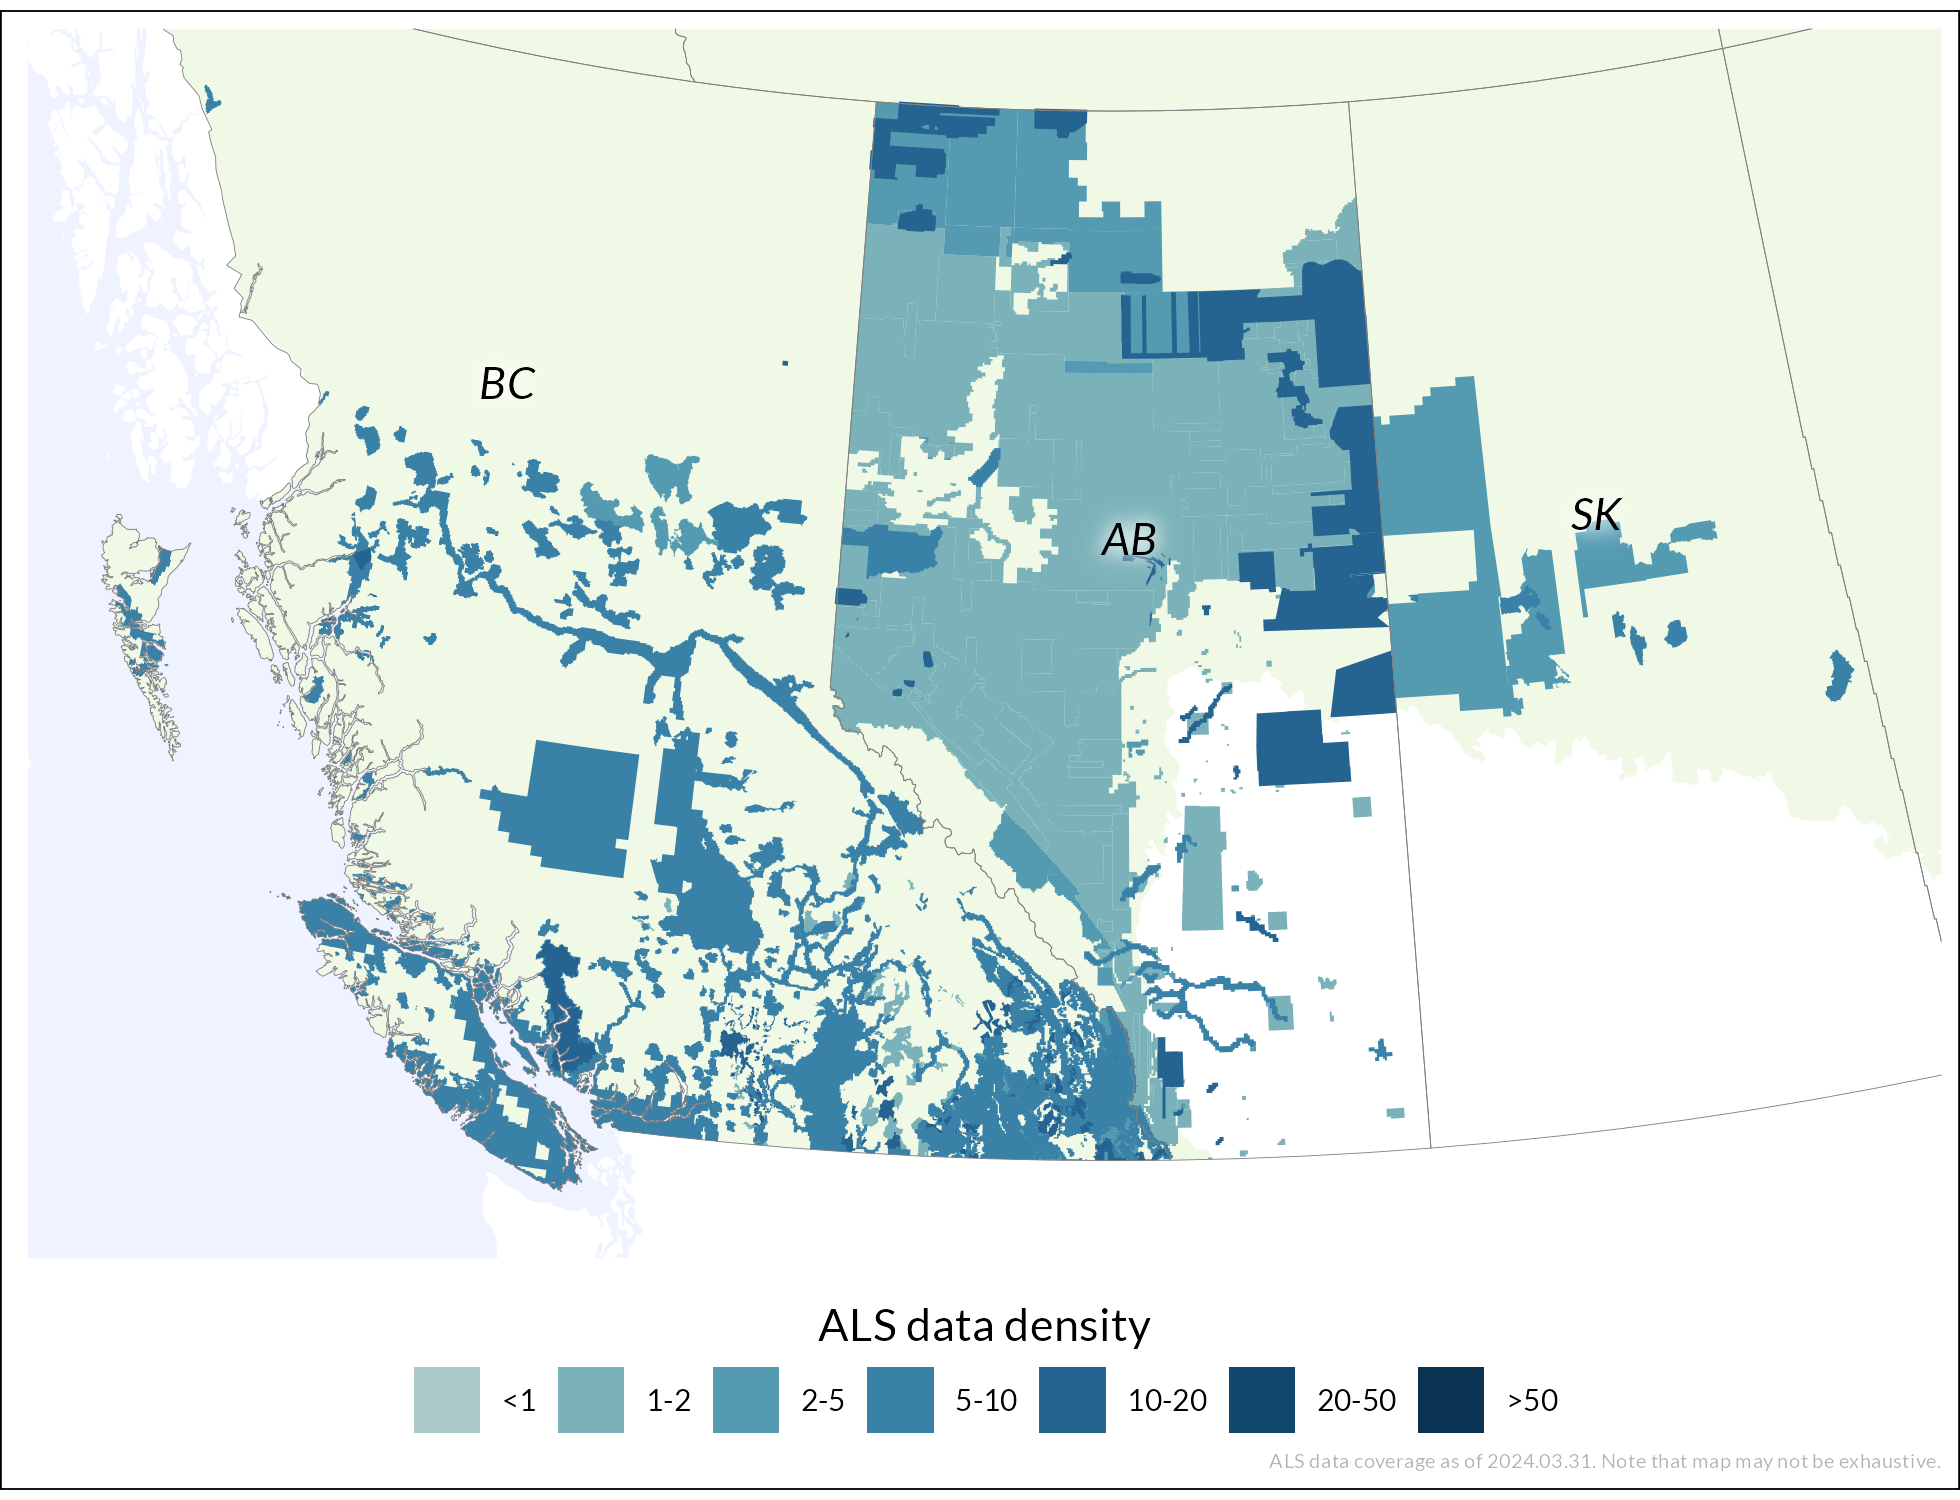 BC
SK
AB
ALS data density
<1 1-2 2-5 5-10 10-20 20-50 >50
ALS data coverage as of 2024.03.31. Note that map may not be exhaustive.